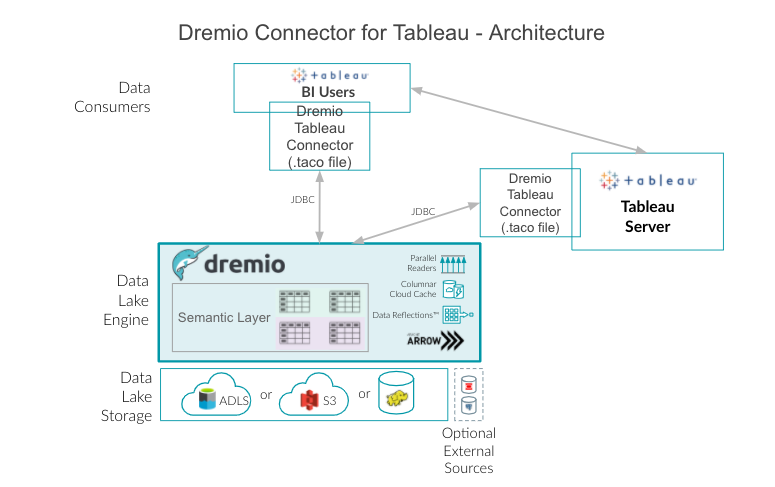 Dremio Connector for Tableau - Architecture
Data
Consumers
+ableau
BI Users
Dremio
Tableau
Connector
(.taco file)
JDBC
JDBC
Dremio
Tableau
Connector
(.taco file)
+ableau
Tableau
Server
Data
Lake
Engine
dremio
Semantic Layer
Parallel
Readers
Columnar
Cloud Cache
Data Reflections™
APACHE
ARROW
Data
Lake
Storage
ADLS
or
S3
or
Optional
External
Sources